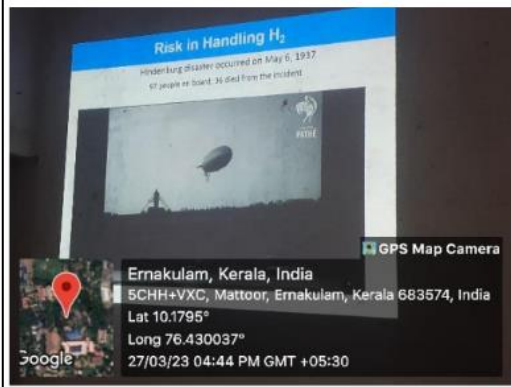 Risk in Handling H₂
Hindenburg disaster occurred on May 6, 1937
97 people on board, 36 died from the incident
PATHÉ
GPS Map Camera
Ernakulam, Kerala, India
5CHH+VXC, Mattoor, Ernakulam, Kerala 683574, India
Lat 10.1795°
Long 76.430037°
27/03/23 04:44 PM GMT +05:30
Google